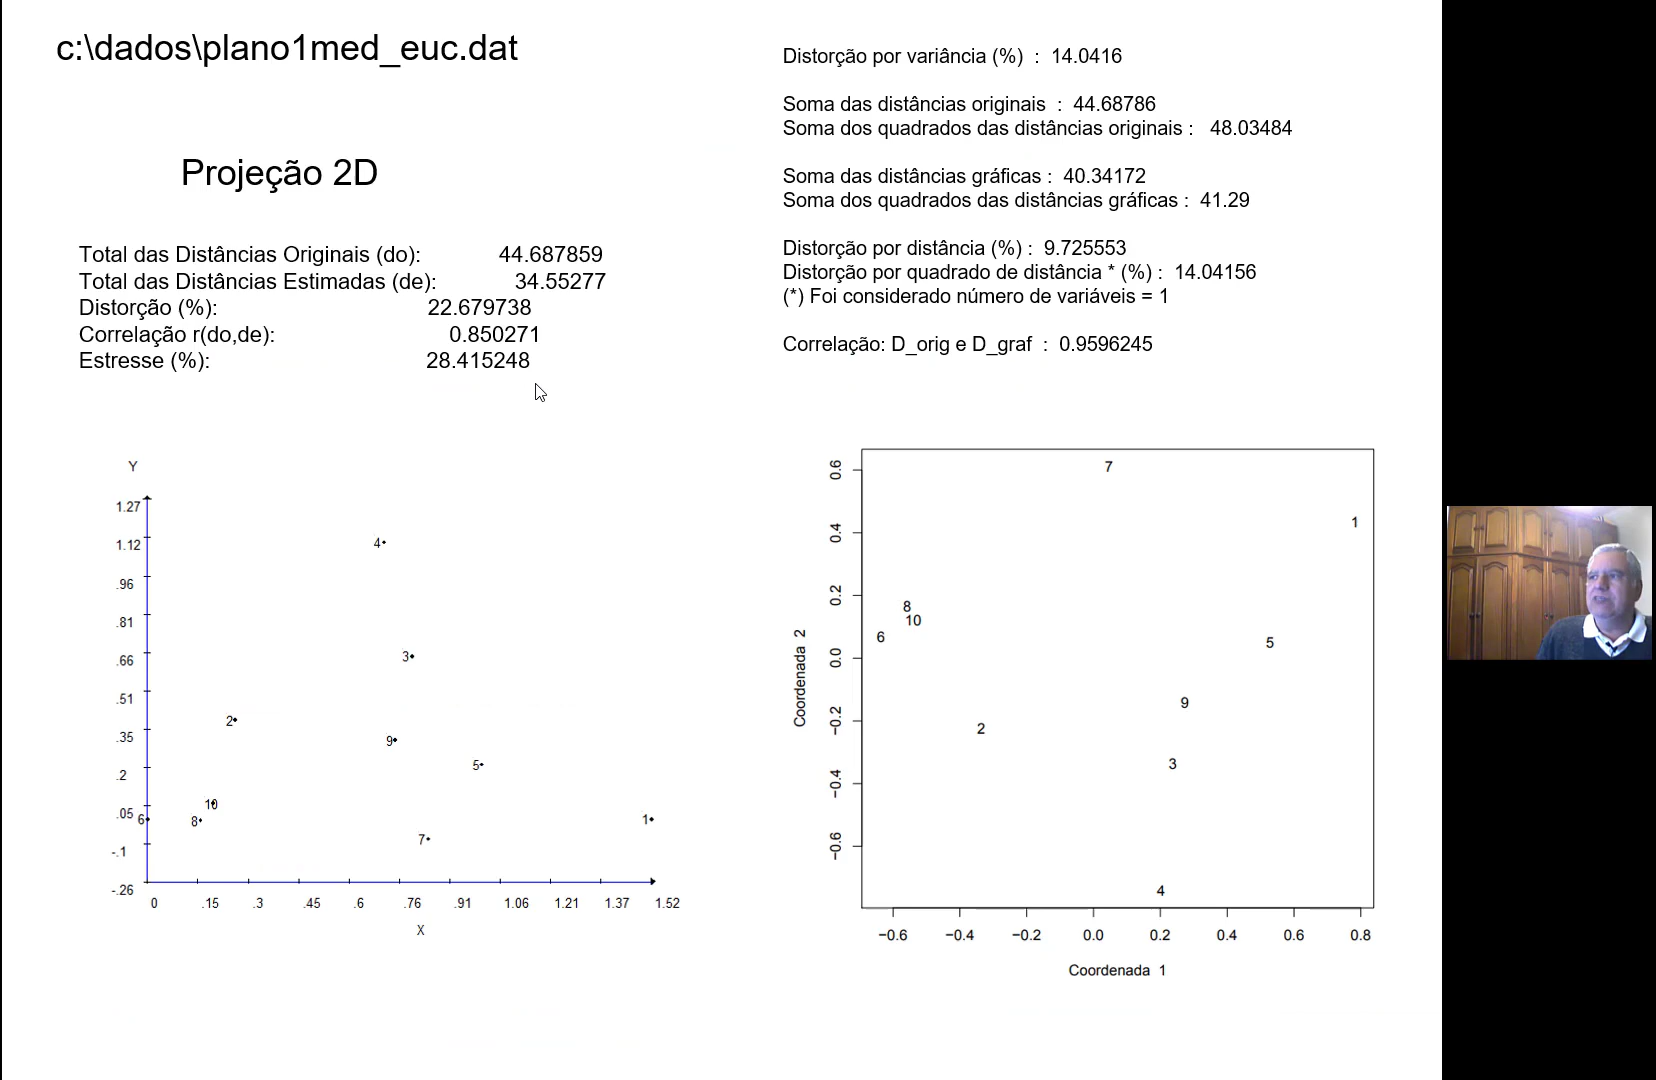 c:\dados\plano1med_euc.dat
Projeção 2D
Total das Distâncias Originais (do): 44.687859
Total das Distâncias Estimadas (de): 34.55277
Distorção (%): 22.679738
Correlação r(do,de): 0.850271
Estresse (%): 28.415248
Y
1.27
1.12
.96
.81
.66
.51
.35
.2
.05
-.1
-.26
4
3
2
9
5
10
6
8
1
7
0 .15 .3 .45 .6 .76 .91 1.06 1.21 1.37 1.52
X
Distorção por variância (%) : 14.0416
Soma das distâncias originais : 44.68786
Soma dos quadrados das distâncias originais : 48.03484
Soma das distâncias gráficas : 40.34172
Soma dos quadrados das distâncias gráficas : 41.29
Distorção por distância (%) : 9.725553
Distorção por quadrado de distância * (%) : 14.04156
(*) Foi considerado número de variáveis = 1
Correlação: D_orig e D_graf : 0.9596245
Coordenada 2
0.6
0.4
0.2
0.0
−0.2
−0.4
−0.6
7
1
8
10
6
5
9
2
3
4
−0.6 −0.4 −0.2 0.0 0.2 0.4 0.6 0.8
Coordenada 1